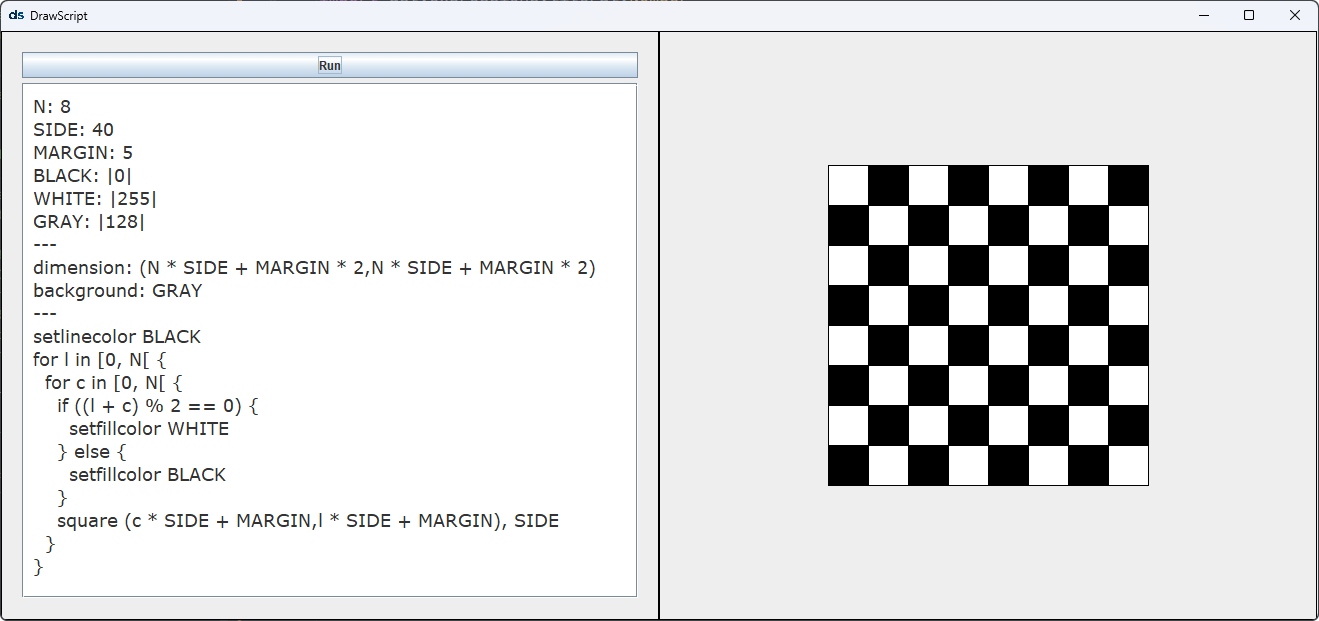 ds DrawScript
Run
N: 8
SIDE: 40
MARGIN: 5
BLACK: |0|
WHITE: |255|
GRAY: |128|
---
dimension: (N * SIDE + MARGIN * 2,N * SIDE + MARGIN * 2)
background: GRAY
---
setlinecolor BLACK
for l in [0, N[ {
  for c in [0, N[ {
    if ((l + c) % 2 == 0) {
      setfillcolor WHITE
    } else {
      setfillcolor BLACK
    }
    square (c * SIDE + MARGIN,l * SIDE + MARGIN), SIDE
  }
}